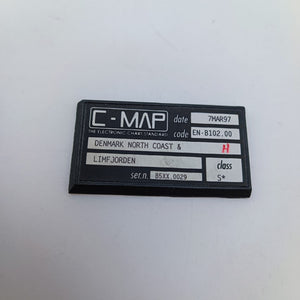 C-MAP date 7MAR97
THE ELECTRONIC CHART STANDARD code EN-B102.00
DENMARK NORTH COAST & H
LIMFJORDEN class
ser.n. B5XX.0029 S*